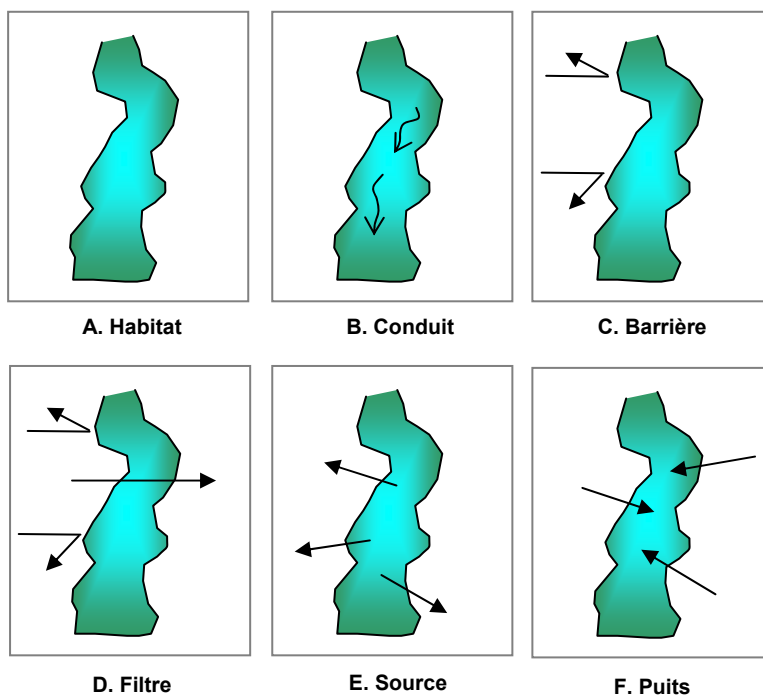 A. Habitat
B. Conduit
C. Barrière
D. Filtre
E. Source
F. Puits